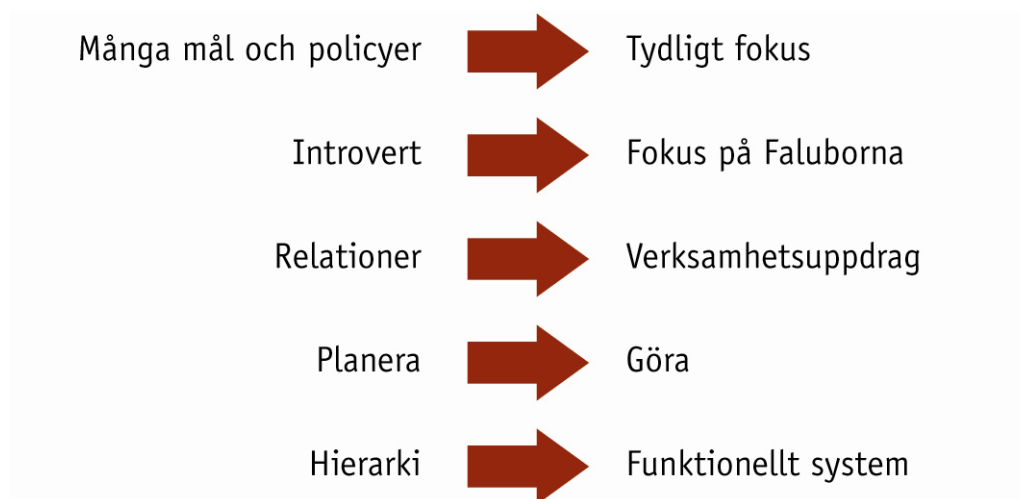 Många mål och policyer Tydligt fokus
Introvert Fokus på Faluborna
Relationer Verksamhetsuppdrag
Planera Göra
Hierarki Funktionellt system